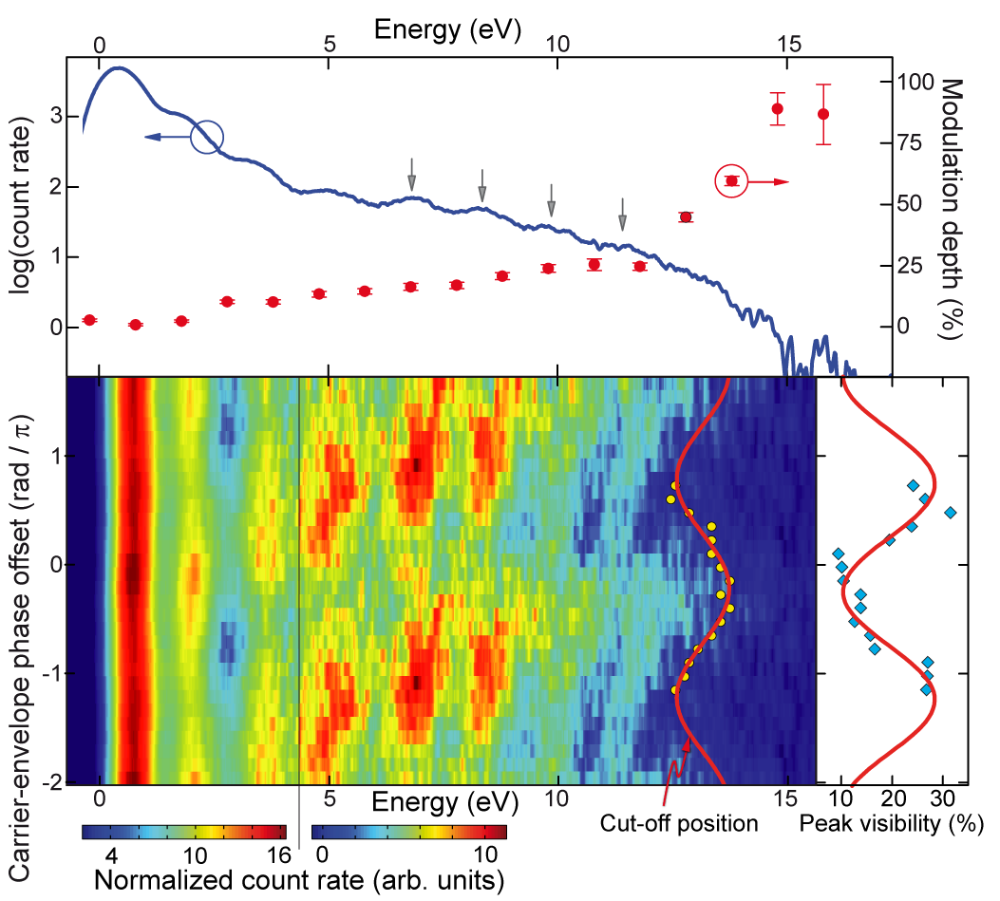 Energy (eV)
0 5 10 15
log(count rate)
3
2
1
0
100
75
50
25
0
Modulation depth (%)
Carrier-envelope phase offset (rad / π)
1
0
-1
-2
0 5 10 15
Energy (eV)
Cut-off position
10 20 30
Peak visibility (%)
4 10 16
0 10
Normalized count rate (arb. units)